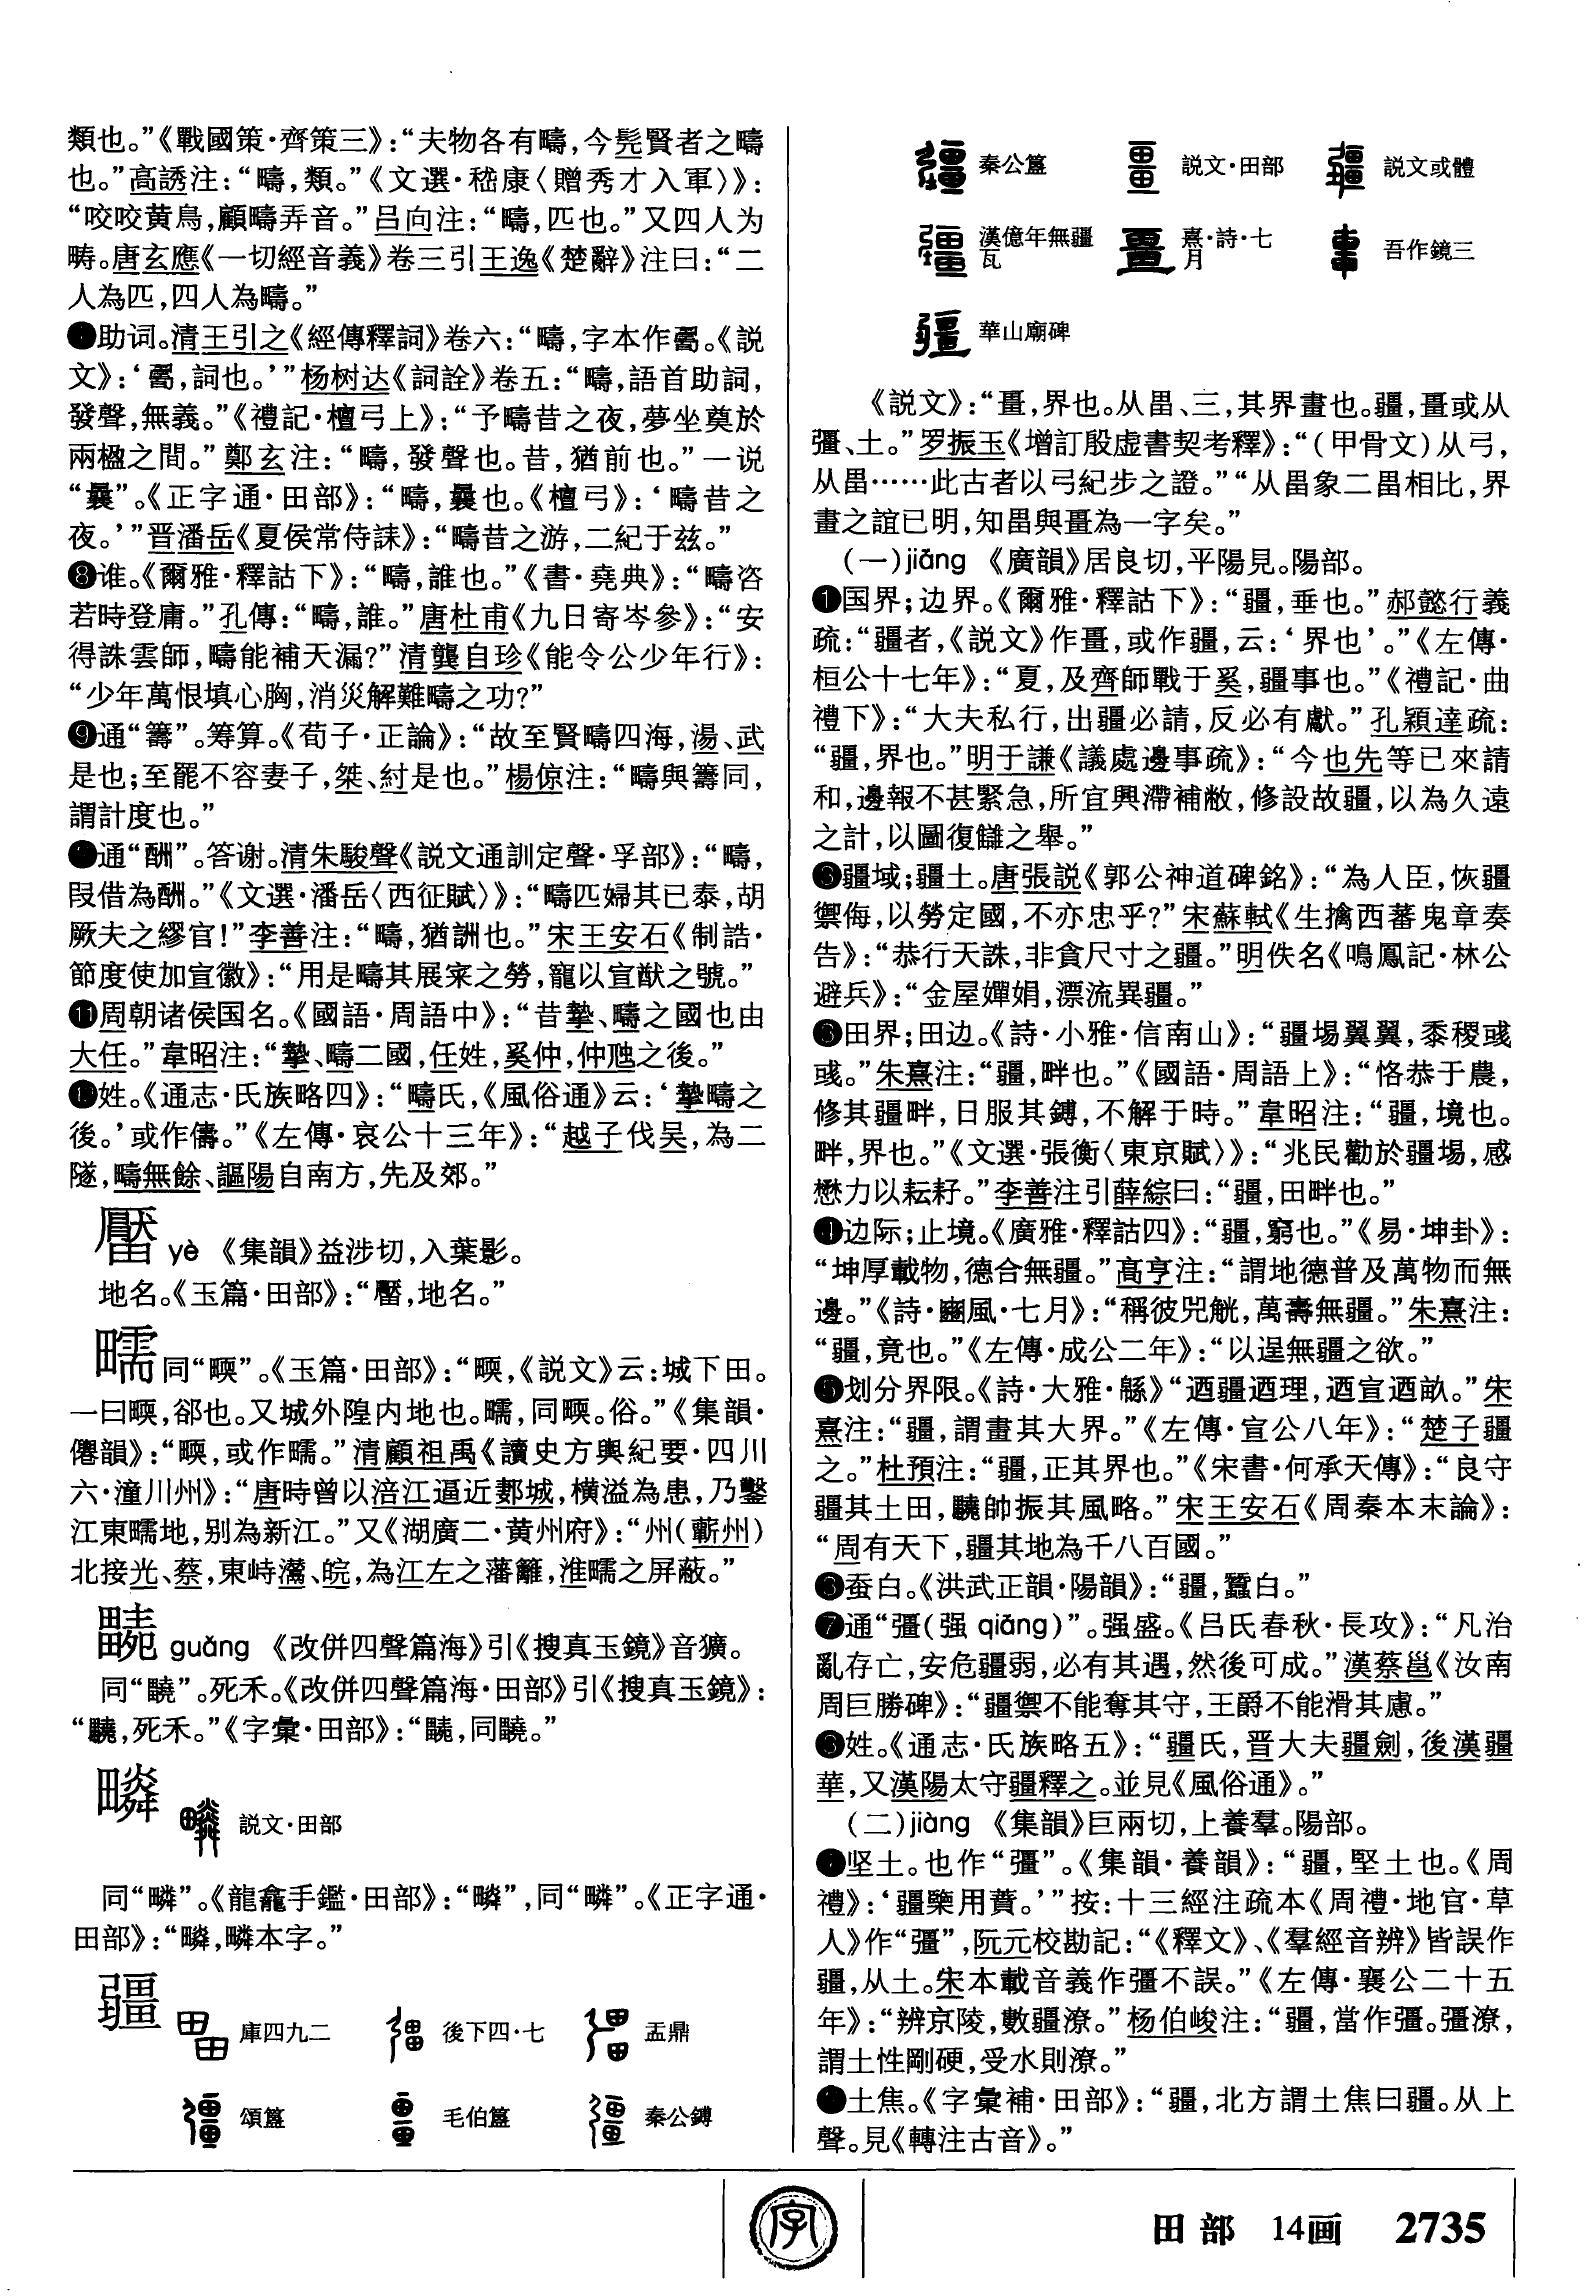 類也。”《戰國策·齊策三》:“夫物各有疇,今髡賢者之疇
也。”高誘注:“疇,類。”《文選·嵇康〈贈秀才入軍〉》:
“咬咬黄鳥,顧疇弄音。”吕向注:“疇,匹也。”又四人为
畴。唐玄應《一切經音義》卷三引王逸《楚辭》注曰:“二
人為匹,四人為疇。”
助词。清王引之《經傳釋詞》卷六:“疇,字本作𠷎。《説
文》:‘𠷎,詞也。’”杨树达《詞詮》卷五:“疇,語首助詞,
發聲,無義。”《禮記·檀弓上》:“予疇昔之夜,夢坐奠於
兩楹之間。”鄭玄注:“疇,發聲也。昔,猶前也。”一说
“曩”。《正字通·田部》:“疇,曩也。《檀弓》:‘疇昔之
夜。’”晋潘岳《夏侯常侍誄》:“疇昔之游,二紀于兹。”
❽谁。《爾雅·釋詁下》:“疇,誰也。”《書·堯典》:“疇咨
若時登庸。”孔傳:“疇,誰。”唐杜甫《九日寄岑參》:“安
得誅雲師,疇能補天漏?”清龔自珍《能令公少年行》:
“少年萬恨填心胸,消災解難疇之功?”
❾通“籌”。筹算。《荀子·正論》:“故至賢疇四海,湯、武
是也;至罷不容妻子,桀、紂是也。”楊倞注:“疇與籌同,
謂計度也。”
通“酬”。答谢。清朱駿聲《説文通訓定聲·孚部》:“疇,
叚借為酬。”《文選·潘岳〈西征賦〉》:“疇匹婦其已泰,胡
厥夫之繆官!”李善注:“疇,猶詶也。”宋王安石《制誥·
節度使加宣徽》:“用是疇其展寀之勞,寵以宣猷之號。”
⓫周朝诸侯国名。《國語·周語中》:“昔摯、疇之國也由
大任。”韋昭注:“摯、疇二國,任姓,奚仲,仲虺之後。”
姓。《通志·氏族略四》:“疇氏,《風俗通》云:‘摯疇之
後。’或作儔。”《左傳·哀公十三年》:“越子伐吴,為二
隧,疇無餘、謳陽自南方,先及郊。”
yè 《集韻》益涉切,入葉影。
地名。《玉篇·田部》:“,地名。”
疁同“㽭”。《玉篇·田部》:“,《説文》云:城下田。
一曰,郤也。又城外隍内地也。,同。俗。”《集韻·
僊韻》:“,或作。”清顧祖禹《讀史方輿紀要·四川
六·潼川州》:“唐時曾以涪江逼近郪城,横溢為患,乃鑿
江東地,别為新江。”又《湖廣二·黄州府》:“州(蘄州)
北接光、蔡,東峙灊、皖,為江左之藩籬,淮之屏蔽。”
guǎng 《改併四聲篇海》引《搜真玉鏡》音獷。
同“”。死禾。《改併四聲篇海·田部》引《搜真玉鏡》:
“,死禾。”《字彙·田部》:“,同。”
説文·田部
同“疄”。《龍龕手鑑·田部》:“”,同“疄”。《正字通·
田部》:“,疄本字。”
疆 庫四九二 後下四·七 盂鼎
頌簋 毛伯簋 秦公鎛
秦公簋 説文·田部 説文或體
漢億年無疆瓦 熹·詩·七月 吾作鏡三
華山廟碑
《説文》:“畺,界也。从畕、三,其界畫也。疆,畺或从
彊、土。”罗振玉《增訂殷虚書契考釋》:“(甲骨文)从弓,
从畕……此古者以弓紀步之證。”“从畕象二畕相比,界
畫之誼已明,知畕與畺為一字矣。”
(一)jiāng 《廣韻》居良切,平陽見。陽部。
❶国界;边界。《爾雅·釋詁下》:“疆,垂也。”郝懿行義
疏:“疆者,《説文》作畺,或作疆,云:‘界也’。”《左傳·
桓公十七年》:“夏,及齊師戰于奚,疆事也。”《禮記·曲
禮下》:“大夫私行,出疆必請,反必有獻。”孔穎達疏:
“疆,界也。”明于謙《議處邊事疏》:“今也先等已來請
和,邊報不甚緊急,所宜興滯補敝,修設故疆,以為久遠
之計,以圖復讎之舉。”
疆域;疆土。唐張説《郭公神道碑銘》:“為人臣,恢疆
禦侮,以勞定國,不亦忠乎?”宋蘇軾《生擒西蕃鬼章奏
告》:“恭行天誅,非貪尺寸之疆。”明佚名《鳴鳳記·林公
避兵》:“金屋嬋娟,漂流異疆。”
田界;田边。《詩·小雅·信南山》:“疆埸翼翼,黍稷彧
彧。”朱熹注:“疆,畔也。”《國語·周語上》:“恪恭于農,
修其疆畔,日服其鎛,不解于時。”韋昭注:“疆,境也。
畔,界也。”《文選·張衡〈東京賦〉》:“兆民勸於疆埸,感
懋力以耘耔。”李善注引薛綜曰:“疆,田畔也。”
边际;止境。《廣雅·釋詁四》:“疆,窮也。”《易·坤卦》:
“坤厚載物,德合無疆。”高亨注:“謂地德普及萬物而無
邊。”《詩·豳風·七月》:“稱彼兕觥,萬壽無疆。”朱熹注:
“疆,竟也。”《左傳·成公二年》:“以逞無疆之欲。”
❺划分界限。《詩·大雅·緜》“迺疆迺理,迺宣迺畝。”朱
熹注:“疆,謂畫其大界。”《左傳·宣公八年》:“楚子疆
之。”杜預注:“疆,正其界也。”《宋書·何承天傳》:“良守
疆其土田,驍帥振其風略。”宋王安石《周秦本末論》:
“周有天下,疆其地為千八百國。”
蚕白。《洪武正韻·陽韻》:“疆,蠶白。”
❼通“彊(强 qiáng)”。强盛。《吕氏春秋·長攻》:“凡治
亂存亡,安危疆弱,必有其遇,然後可成。”漢蔡邕《汝南
周巨勝碑》:“疆禦不能奪其守,王爵不能滑其慮。”
姓。《通志·氏族略五》:“疆氏,晋大夫疆劍,後漢疆
華,又漢陽太守疆釋之。並見《風俗通》。”
(二)jiàng 《集韻》巨兩切,上養羣。陽部。
坚土。也作“彊”。《集韻·養韻》:“疆,堅土也。《周
禮》:‘疆㯺用蕡。’”按:十三經注疏本《周禮·地官·草
人》作“彊”,阮元校勘記:“《釋文》、《羣經音辨》皆誤作
疆,从土。宋本載音義作彊不誤。”《左傳·襄公二十五
年》:“辨京陵,數疆潦。”杨伯峻注:“疆,當作彊。彊潦,
謂土性剛硬,受水則潦。”
土焦。《字彙補·田部》:“疆,北方謂土焦曰疆。从上
聲。見《轉注古音》。”
字
田部 14画 2735